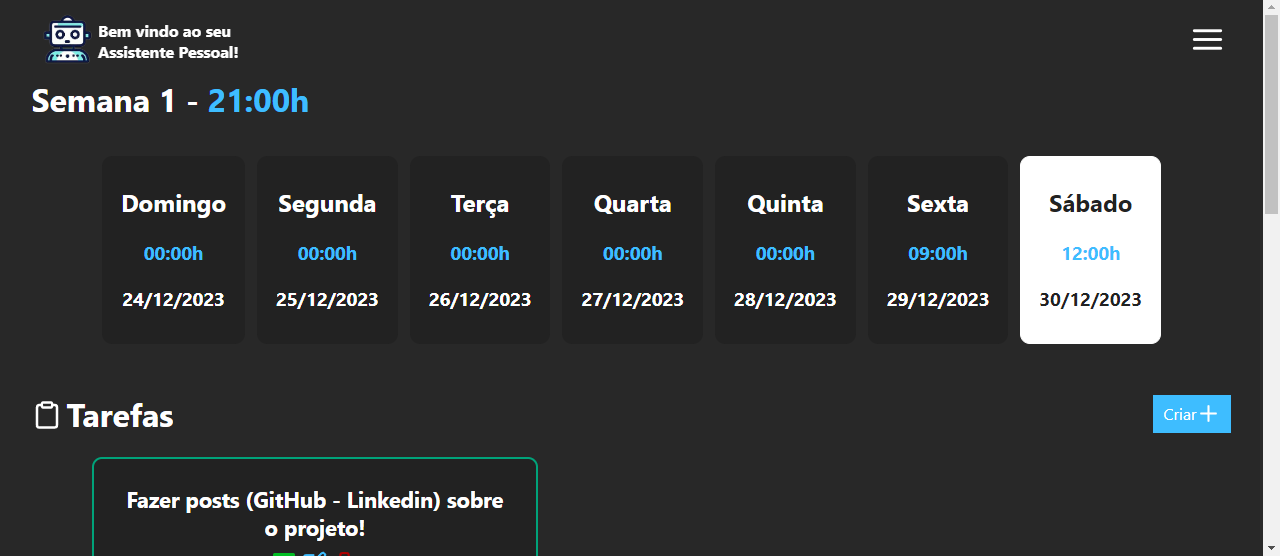 Bem vindo ao seu
Assistente Pessoal!
Semana 1 - 21:00h
Domingo
00:00h
24/12/2023
Segunda
00:00h
25/12/2023
Terça
00:00h
26/12/2023
Quarta
00:00h
27/12/2023
Quinta
00:00h
28/12/2023
Sexta
09:00h
29/12/2023
Sábado
12:00h
30/12/2023
Tarefas
Criar
Fazer posts (GitHub - Linkedin) sobre
o projeto!